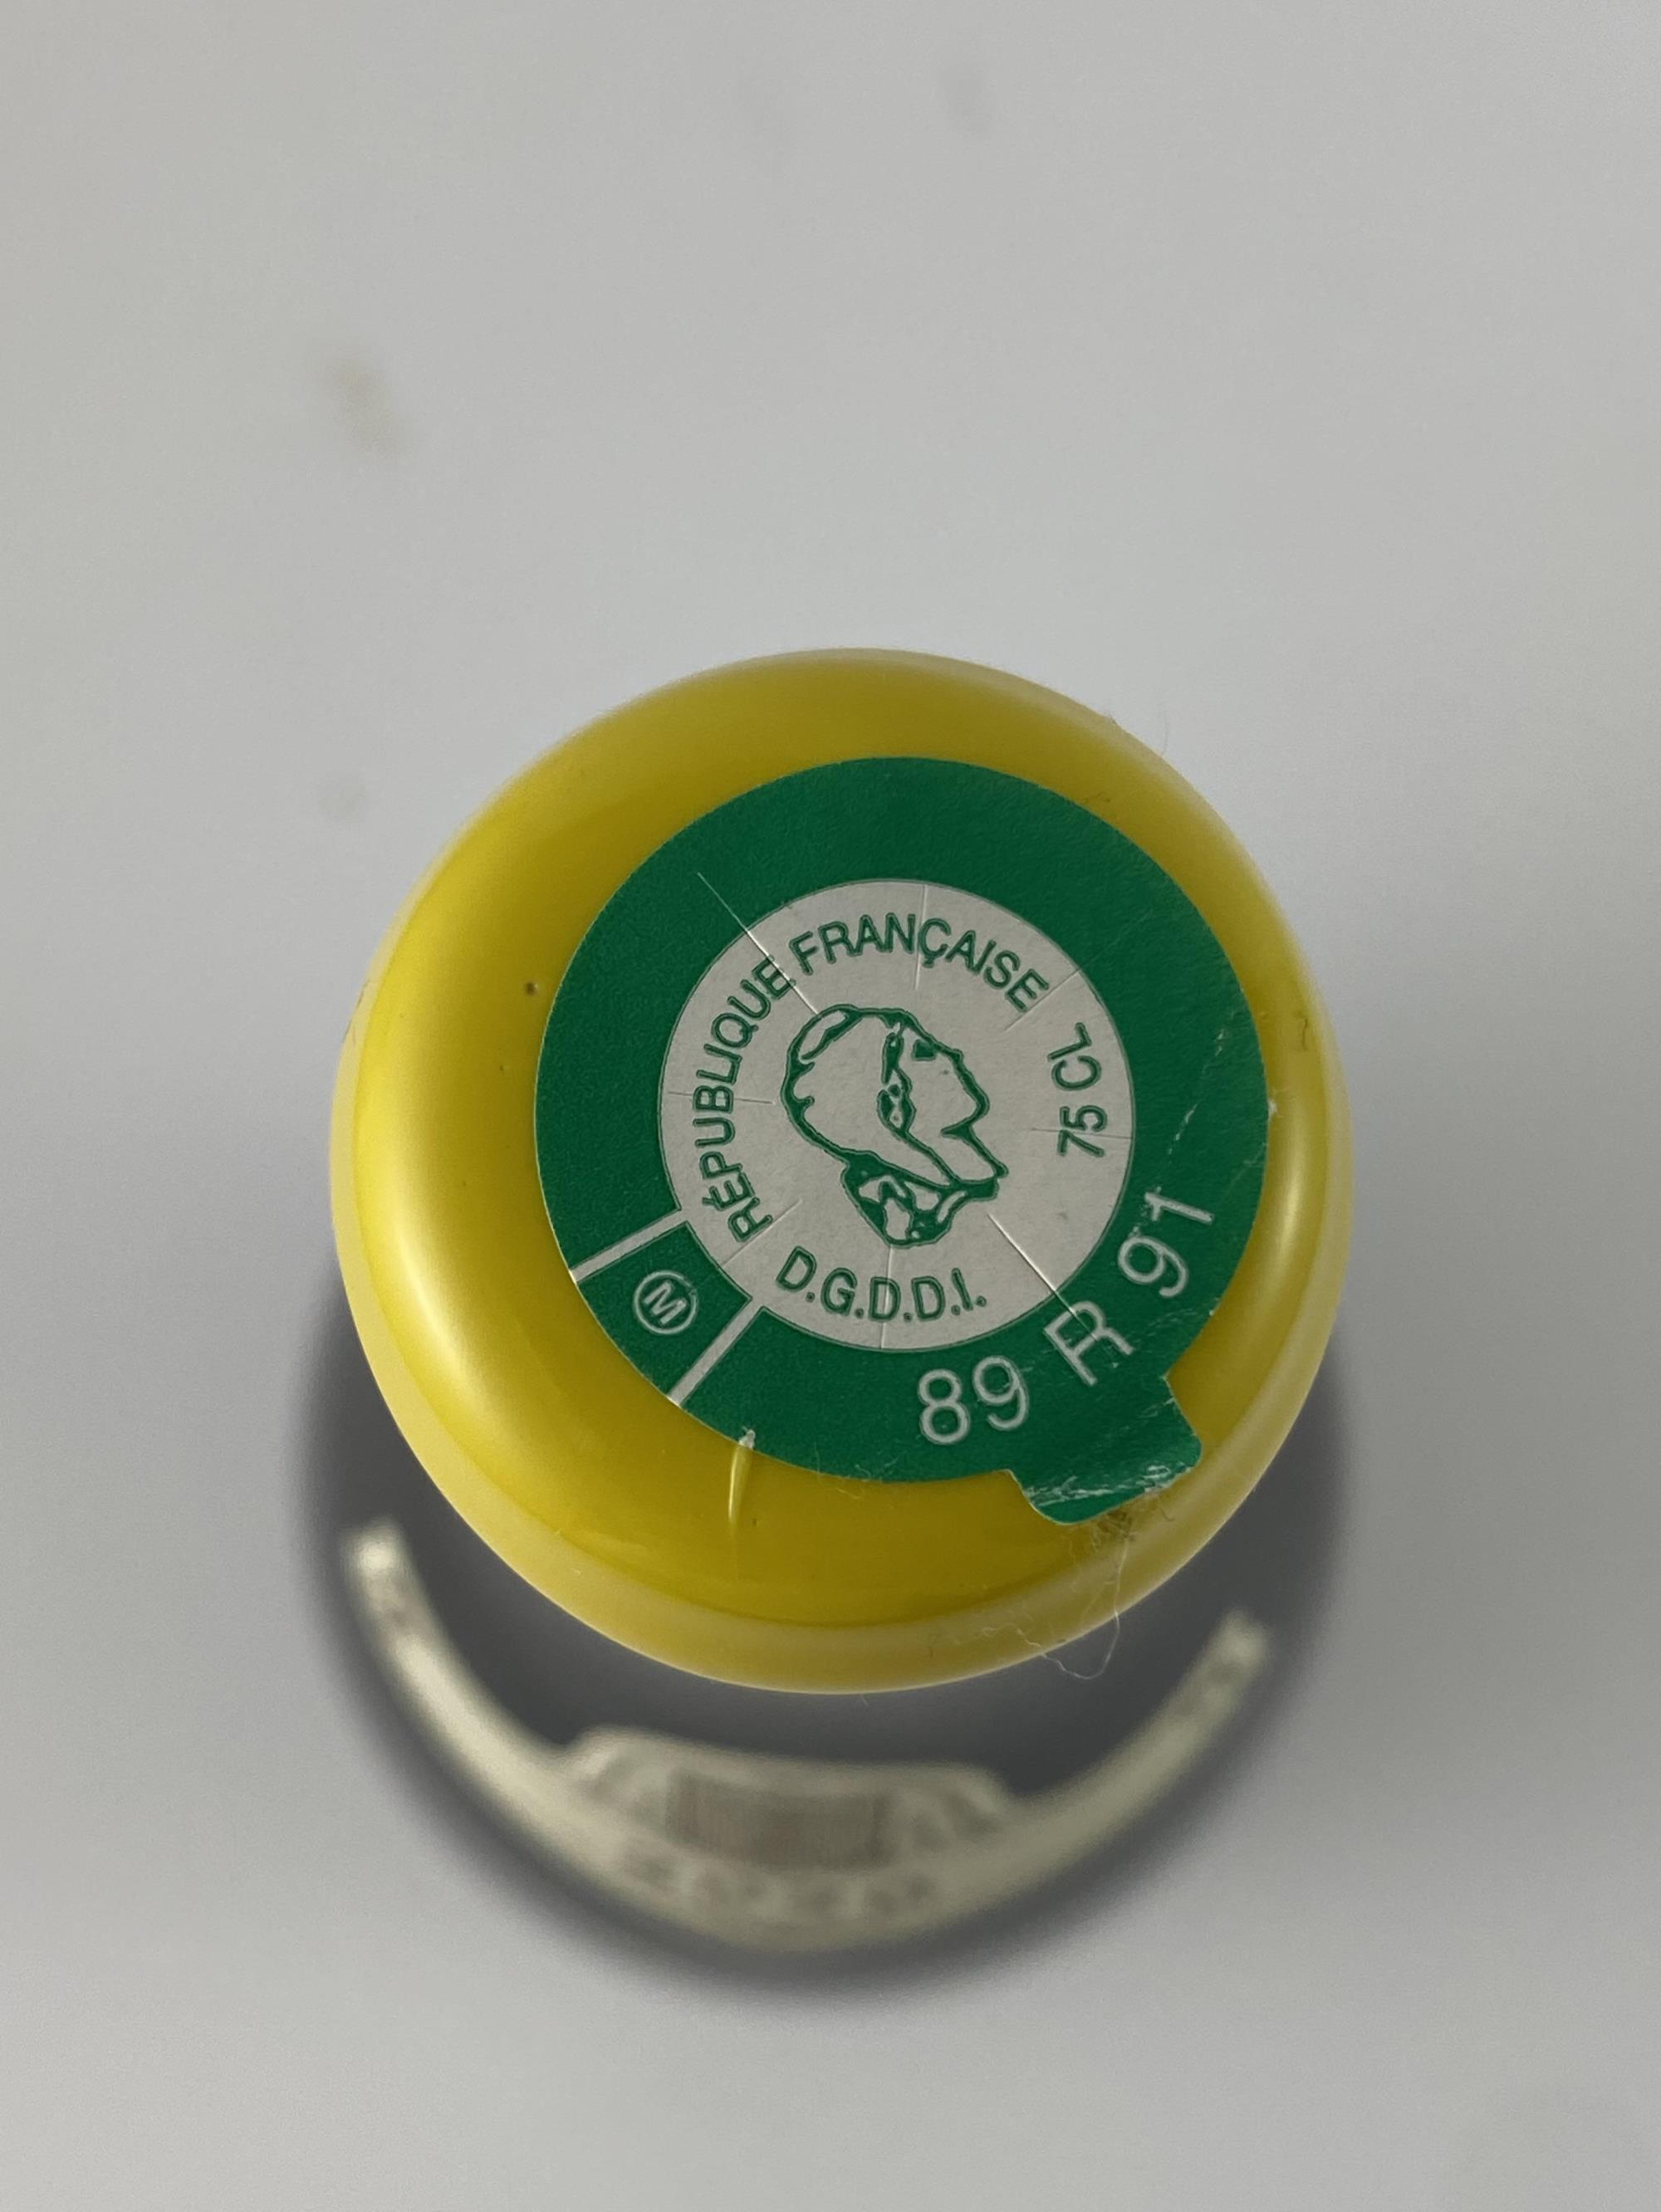 RÉPUBLIQUE FRANÇAISE
75 CL
D.G.D.D.I.
89 R 91
M